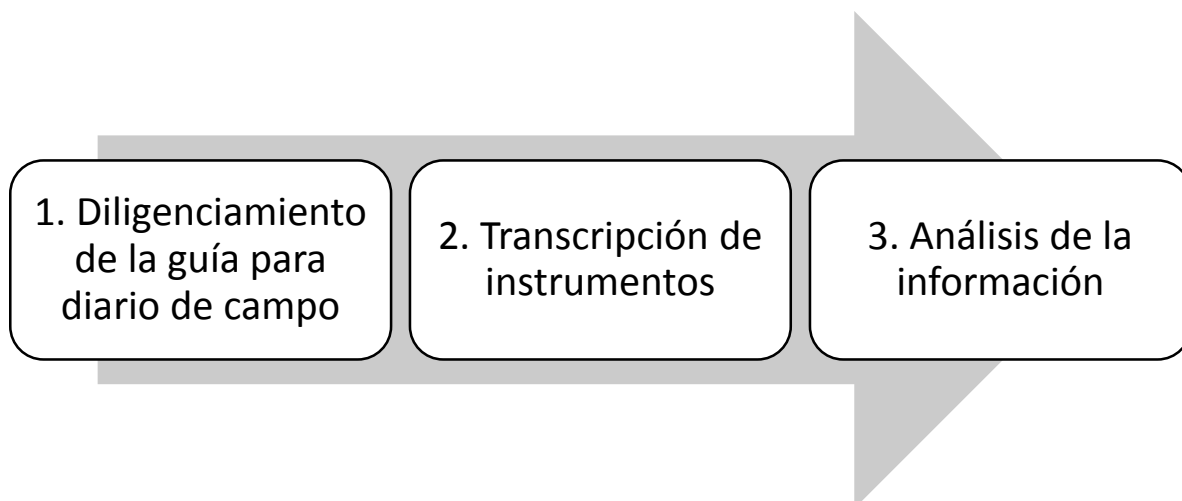 1. Diligenciamiento
de la guía para
diario de campo
2. Transcripción de
instrumentos
3. Análisis de la
información